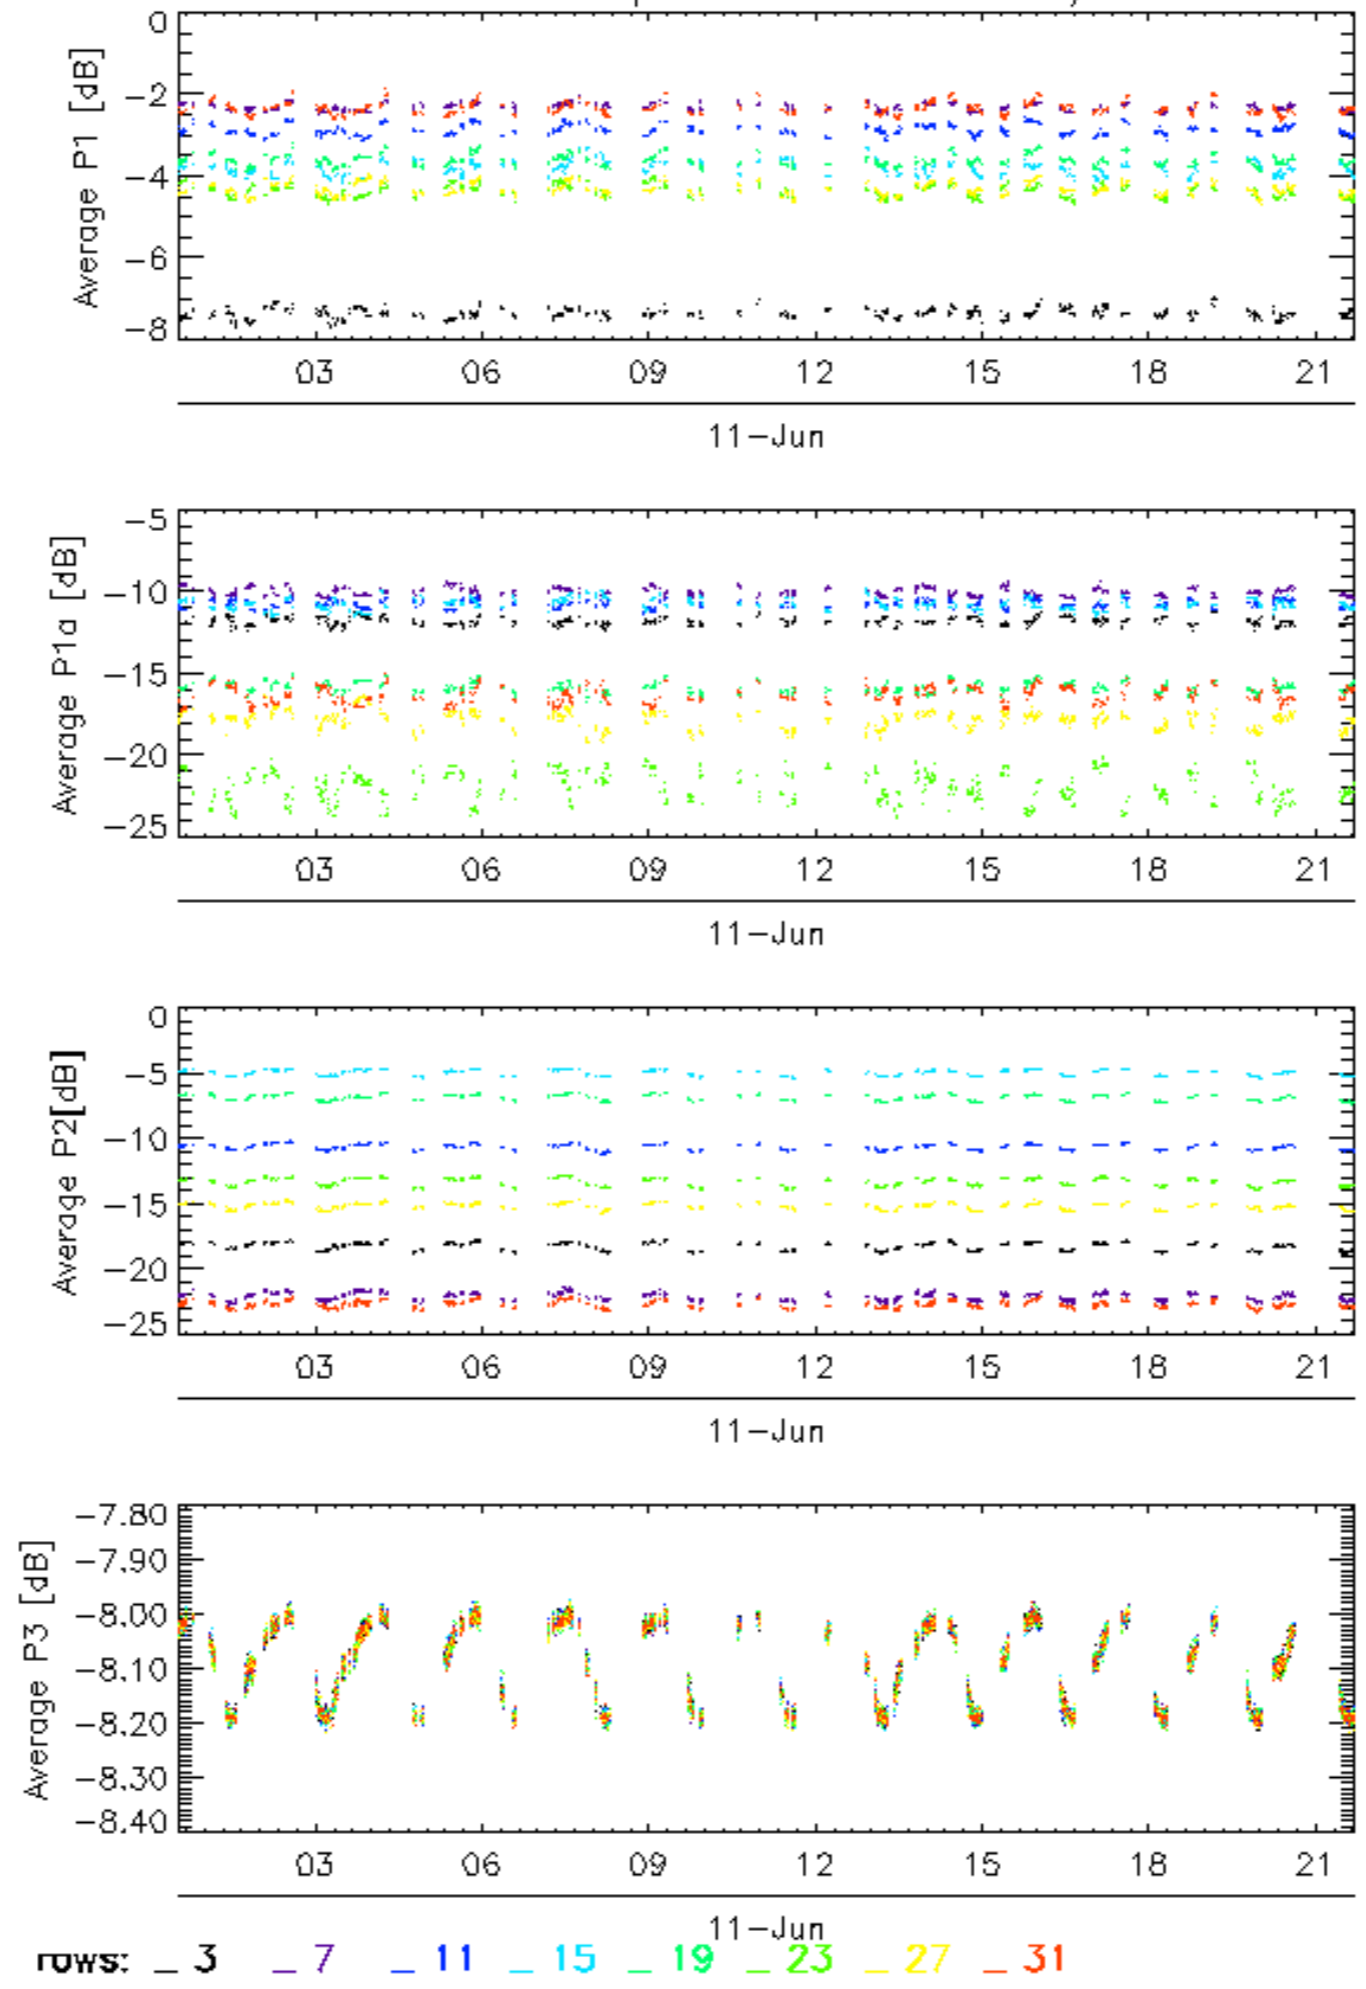 0
-2
-4
-6
-8
Average P1 [dB]
03 06 09 12 15 18 21
11-Jun
-5
-10
-15
-20
-25
Average P1a [dB]
03 06 09 12 15 18 21
11-Jun
0
-5
-10
-15
-20
-25
Average P2[dB]
03 06 09 12 15 18 21
11-Jun
-7.80
-7.90
-8.00
-8.10
-8.20
-8.30
-8.40
Average P3 [dB]
03 06 09 12 15 18 21
11-Jun
rows: _ 3 _ 7 _ 11 _ 15 _ 19 _ 23 _ 27 _ 31